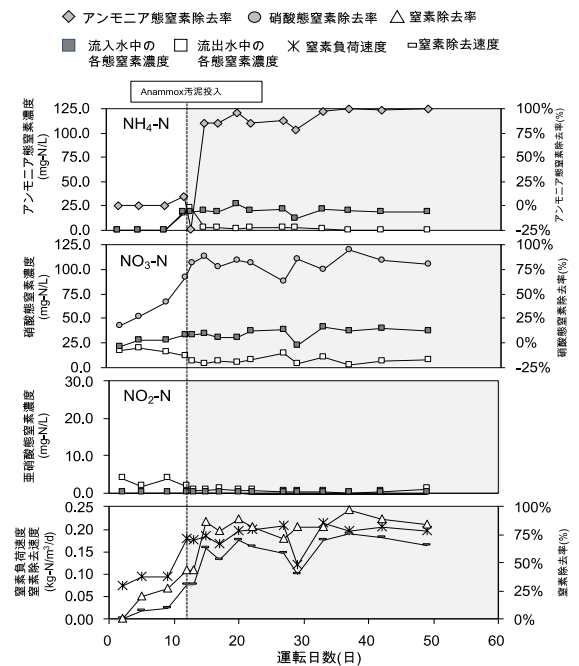 アンモニア態窒素除去率
硝酸態窒素除去率
窒素除去率
流入水中の
各態窒素濃度
流出水中の
各態窒素濃度
窒素負荷速度
窒素除去速度
Anammox汚泥投入
アンモニア態窒素濃度
(mg-N/L)
125.0
100.0
75.0
50.0
25.0
0.0
NH4-N
100%
75%
50%
25%
0%
-25%
アンモニア態窒素除去率(%)
硝酸態窒素濃度
(mg-N/L)
125.0
100.0
75.0
50.0
25.0
0.0
NO3-N
100%
75%
50%
25%
0%
-25%
硝酸態窒素除去率(%)
亜硝酸態窒素濃度
(mg-N/L)
30.0
20.0
10.0
0.0
NO2-N
窒素負荷速度
窒素除去速度
(kg-N/m³/d)
0.25
0.20
0.15
0.10
0.05
0.00
100%
75%
50%
25%
0%
窒素除去率(%)
0
10
20
30
40
50
60
運転日数(日)